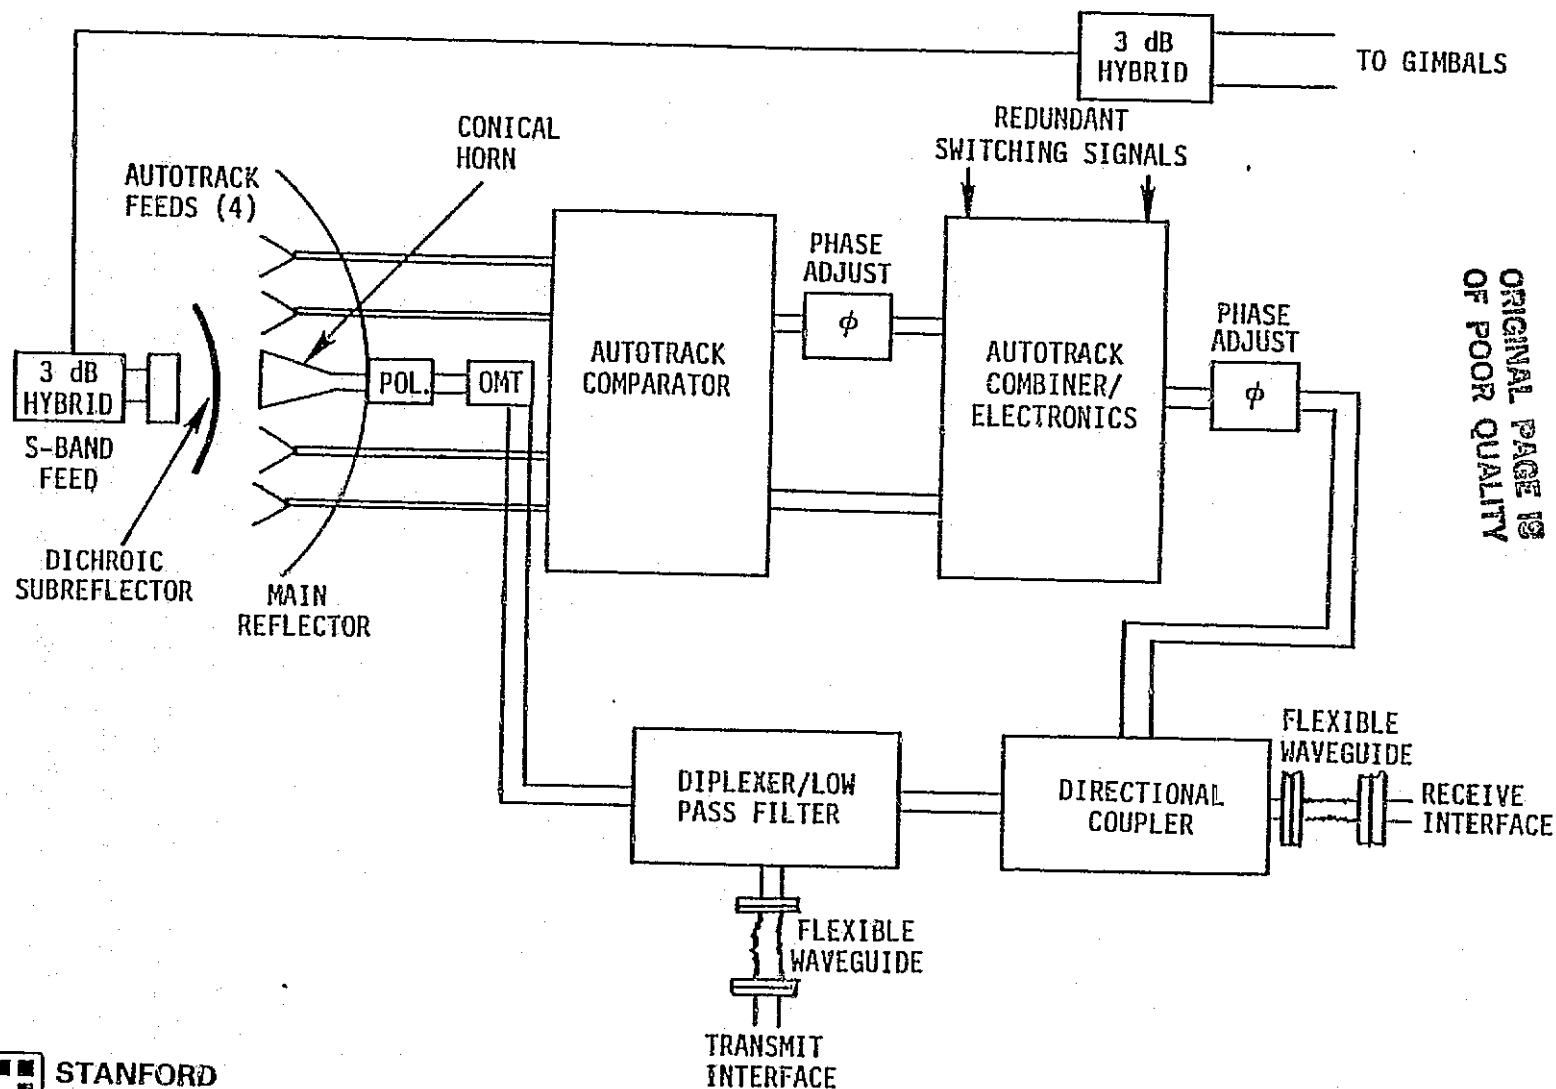 3 dB
HYBRID
TO GIMBALS
REDUNDANT
SWITCHING SIGNALS
CONICAL
HORN
AUTOTRACK
FEEDS (4)
PHASE
ADJUST
ϕ
PHASE
ADJUST
ϕ
AUTOTRACK
COMPARATOR
AUTOTRACK
COMBINER/
ELECTRONICS
3 dB
HYBRID
S-BAND
FEED
POL.
OMT
DICHROIC
SUBREFLECTOR
MAIN
REFLECTOR
ORIGINAL PAGE IS
OF POOR QUALITY
DIPLEXER/LOW
PASS FILTER
DIRECTIONAL
COUPLER
FLEXIBLE
WAVEGUIDE
RECEIVE
INTERFACE
FLEXIBLE
WAVEGUIDE
TRANSMIT
INTERFACE
STANFORD